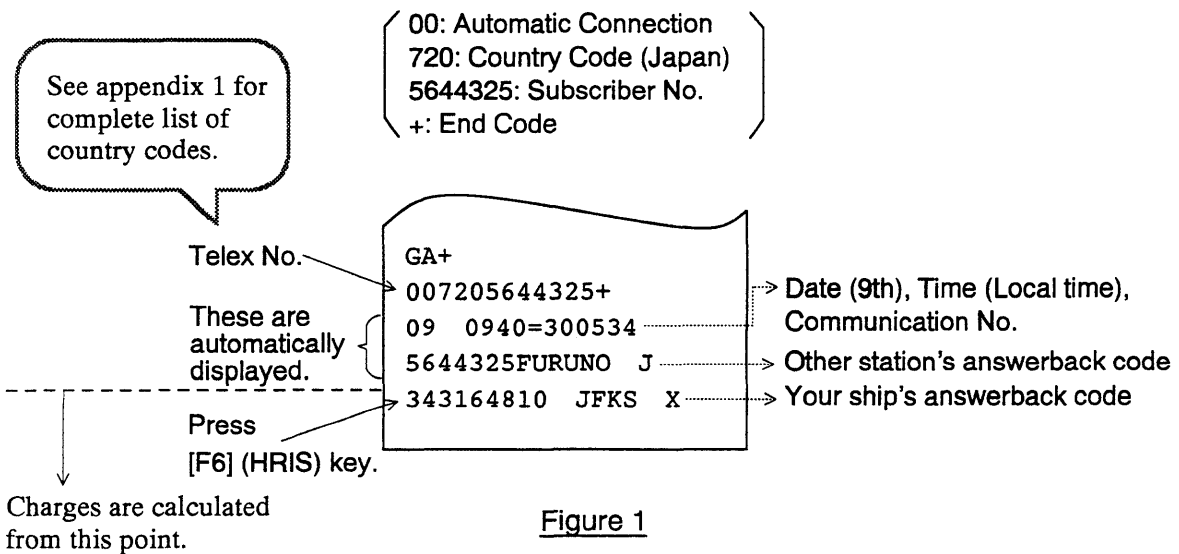 00: Automatic Connection
720: Country Code (Japan)
5644325: Subscriber No.
+: End Code
See appendix 1 for
complete list of
country codes.
Telex No.
GA+
007205644325+
These are
automatically
displayed.
09 0940=300534
Date (9th), Time (Local time),
Communication No.
5644325FURUNO J
Other station's answerback code
343164810 JFKS X
Your ship's answerback code
Press
[F6] (HRIS) key.
Charges are calculated
from this point.
Figure 1